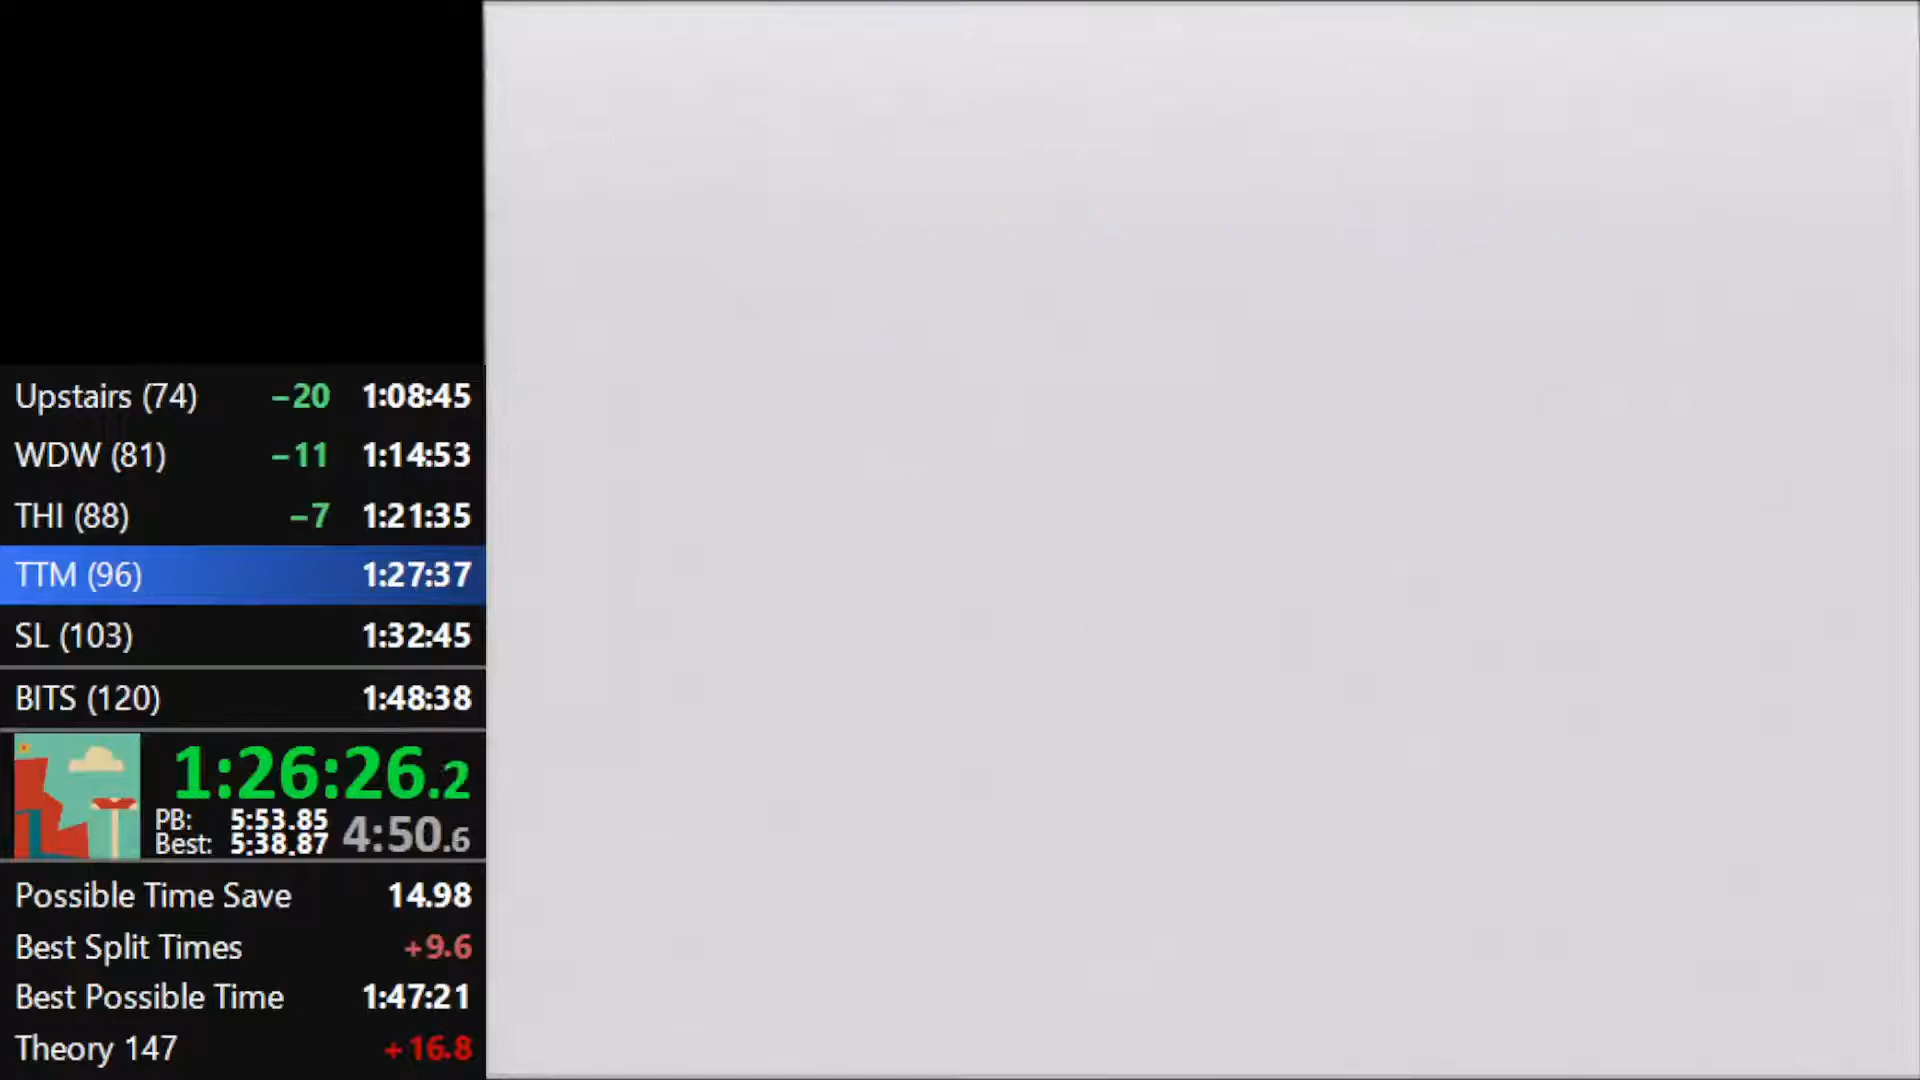 Upstairs (74) −20 1:08:45
WDW (81) −11 1:14:53
THI (88) −7 1:21:35
TTM (96) 1:27:37
SL (103) 1:32:45
BITS (120) 1:48:38
1:26:26.2
PB: 5:53.85
Best: 5:38.87 4:50.6
Possible Time Save 14.98
Best Split Times +9.6
Best Possible Time 1:47:21
Theory 147 +16.8